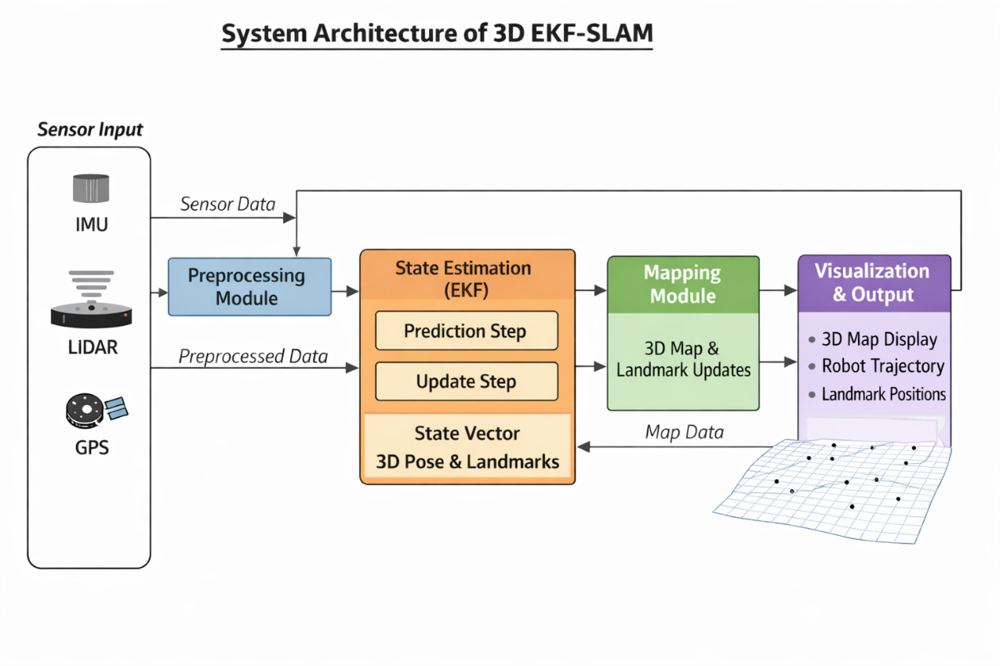 System Architecture of 3D EKF-SLAM
Sensor Input
IMU
LiDAR
GPS
Sensor Data
Preprocessing
Module
Preprocessed Data
State Estimation
(EKF)
Prediction Step
Update Step
State Vector
3D Pose & Landmarks
Mapping
Module
3D Map &
Landmark Updates
Map Data
Visualization
& Output
• 3D Map Display
• Robot Trajectory
• Landmark Positions